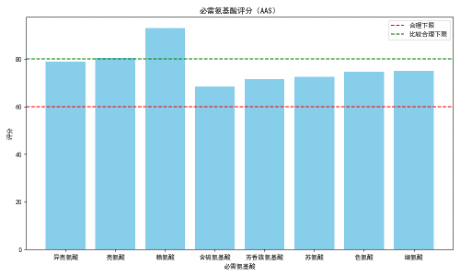 必需氨基酸评分 (AAS)
合理下限
比较合理下限
80
60
40
20
0
评分
异亮氨酸
亮氨酸
赖氨酸
含硫氨基酸
芳香族氨基酸
苏氨酸
色氨酸
缬氨酸
必需氨基酸